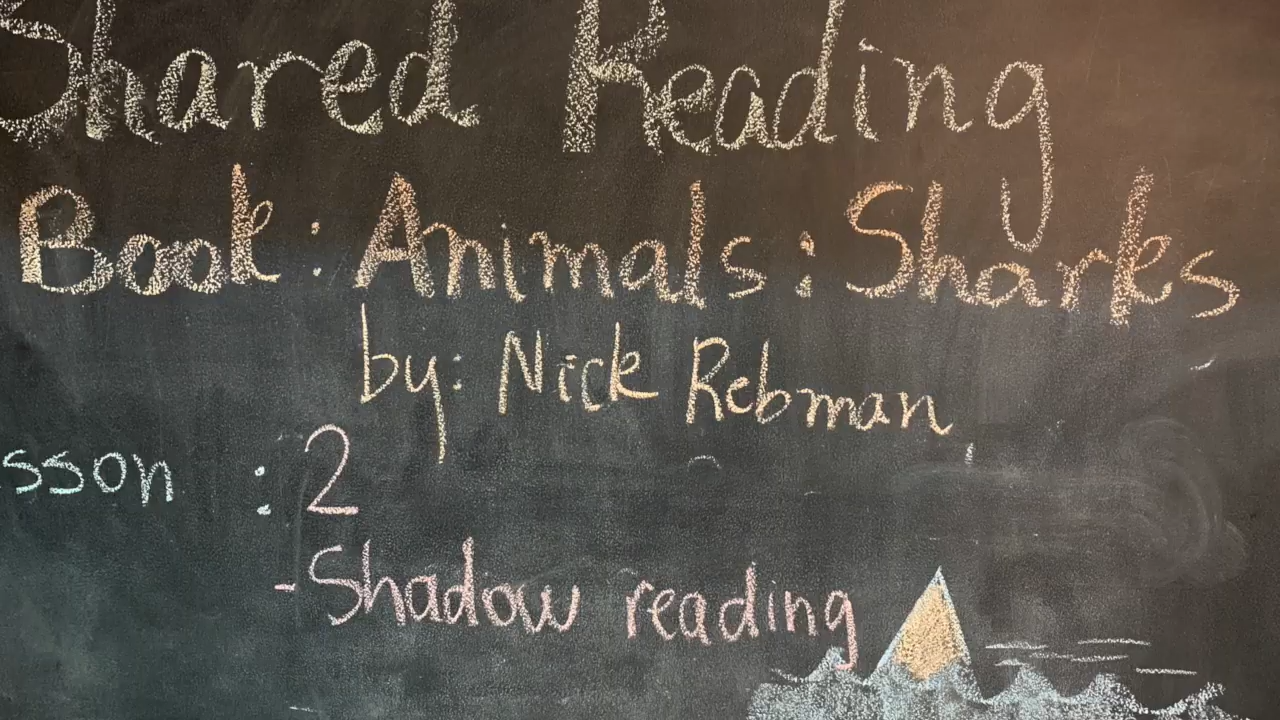 Shared Reading
Book: Animals: Sharks
by: Nick Rebman
sson : 2
-Shadow reading